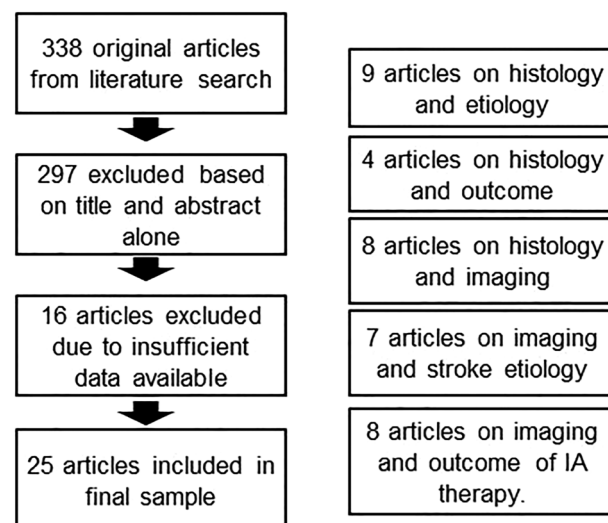 338 original articles
from literature search
297 excluded based
on title and abstract
alone
16 articles excluded
due to insufficient
data available
25 articles included in
final sample
9 articles on histology
and etiology
4 articles on histology
and outcome
8 articles on histology
and imaging
7 articles on imaging
and stroke etiology
8 articles on imaging
and outcome of IA
therapy.